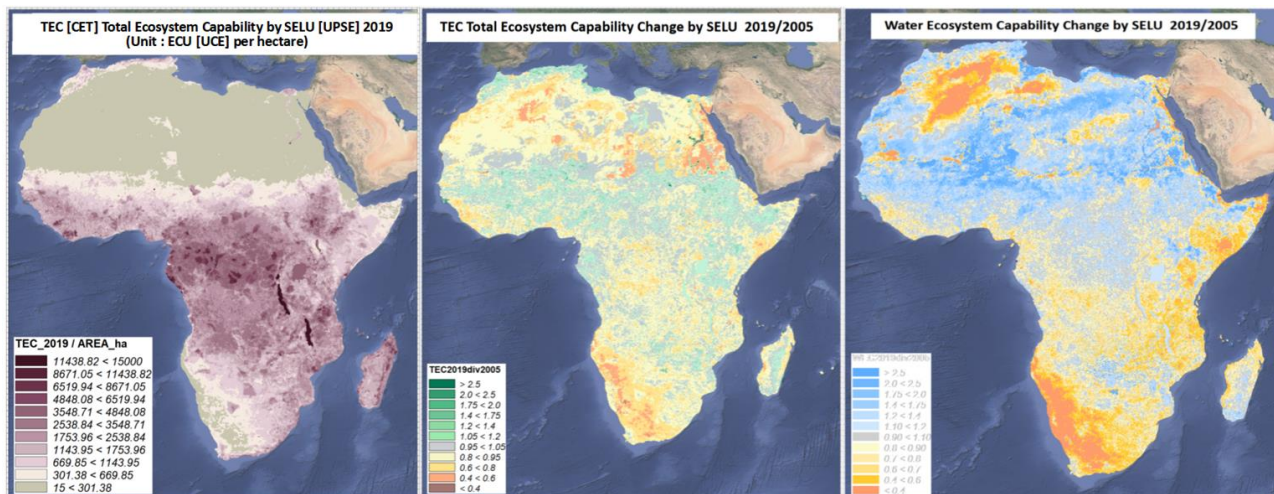 TEC [CET] Total Ecosystem Capability by SELU [UPSE] 2019
(Unit : ECU [UCE] per hectare)
TEC_2019 / AREA_ha
11438.82 < 15000
8671.05 < 11438.82
6519.94 < 8671.05
4848.08 < 6519.94
3548.71 < 4848.08
2538.84 < 3548.71
1753.96 < 2538.84
1143.95 < 1753.96
669.85 < 1143.95
301.38 < 669.85
15 < 301.38
TEC Total Ecosystem Capability Change by SELU 2019/2005
TEC2019div2005
> 2.5
2.0 < 2.5
1.75 < 2.0
1.4 < 1.75
1.2 < 1.4
1.05 < 1.2
0.95 < 1.05
0.8 < 0.95
0.6 < 0.8
0.4 < 0.6
< 0.4
Water Ecosystem Capability Change by SELU 2019/2005
> 2.5
2.0 < 2.5
1.75 < 2.0
1.4 < 1.75
1.2 < 1.4
1.10 < 1.2
0.90 < 1.10
0.8 < 0.90
0.7 < 0.8
0.6 < 0.7
0.4 < 0.6
< 0.4